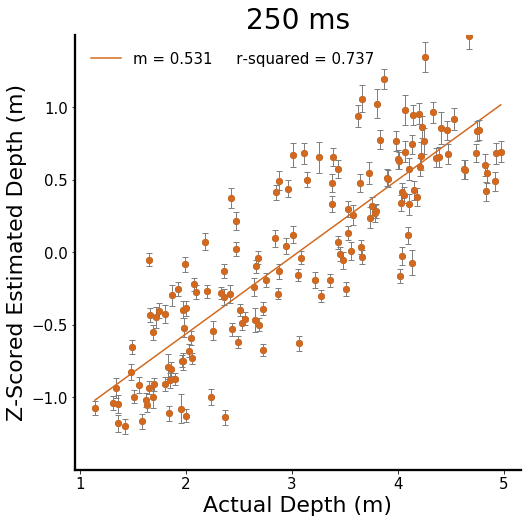 250 ms
m = 0.531 r-squared = 0.737
Z-Scored Estimated Depth (m)
1.0
0.5
0.0
−0.5
−1.0
1 2 3 4 5
Actual Depth (m)